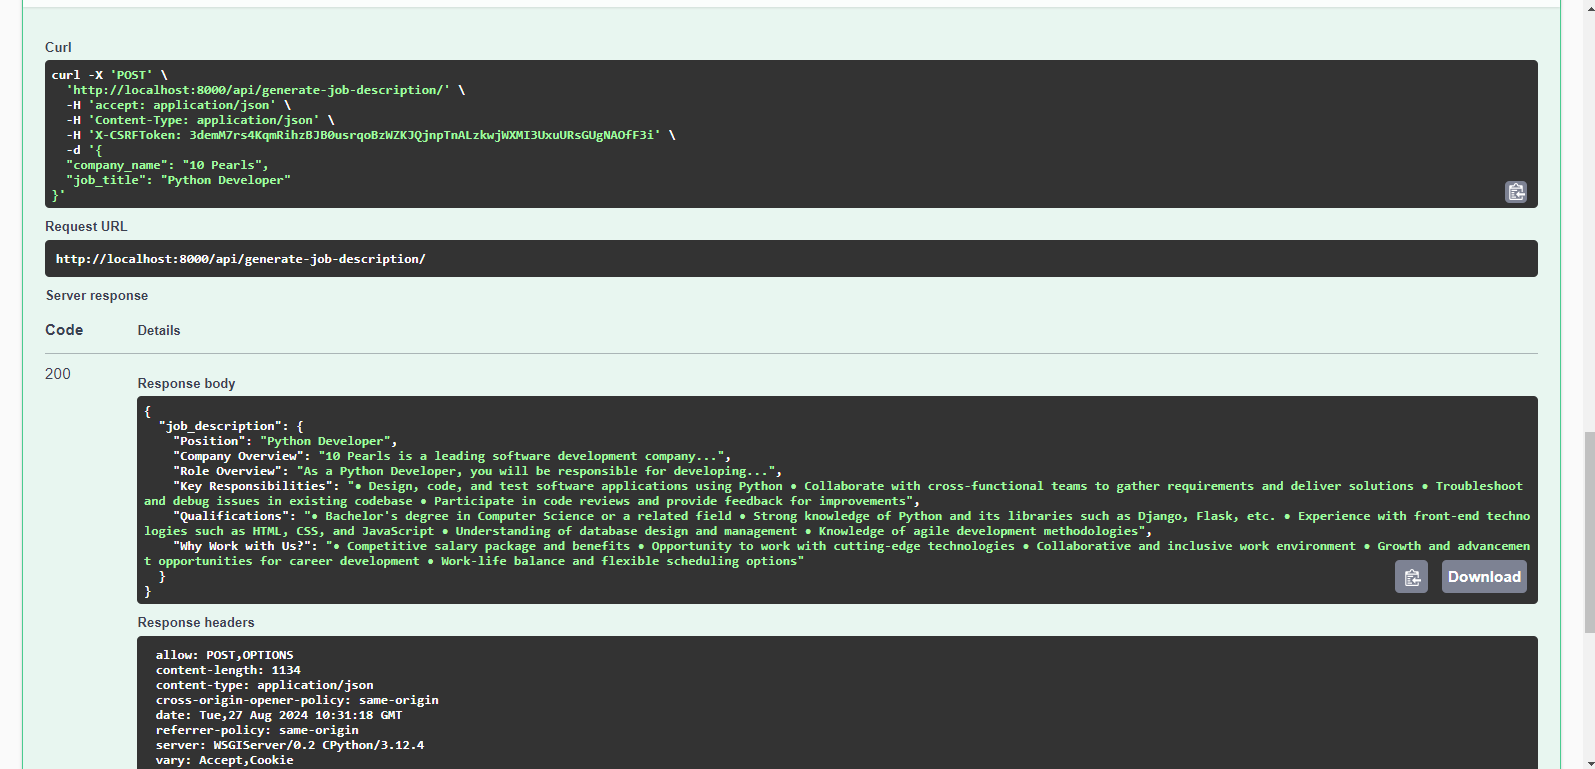 Curl
curl -X 'POST' \
'http://localhost:8000/api/generate-job-description/' \
-H 'accept: application/json' \
-H 'Content-Type: application/json' \
-H 'X-CSRFToken: 3demM7rs4KqmRihzBJB0usrqoBzWZKJQjnpTnALzkwjWXMI3UxuURsGUgNAOfF3i' \
-d '{
"company_name": "10 Pearls",
"job_title": "Python Developer"
}'
Request URL
http://localhost:8000/api/generate-job-description/
Server response
Code Details
200
Response body
{
"job_description": {
"Position": "Python Developer",
"Company Overview": "10 Pearls is a leading software development company...",
"Role Overview": "As a Python Developer, you will be responsible for developing...",
"Key Responsibilities": "• Design, code, and test software applications using Python • Collaborate with cross-functional teams to gather requirements and deliver solutions • Troubleshoot
and debug issues in existing codebase • Participate in code reviews and provide feedback for improvements",
"Qualifications": "• Bachelor's degree in Computer Science or a related field • Strong knowledge of Python and its libraries such as Django, Flask, etc. • Experience with front-end techno
logies such as HTML, CSS, and JavaScript • Understanding of database design and management • Knowledge of agile development methodologies",
"Why Work with Us?": "• Competitive salary package and benefits • Opportunity to work with cutting-edge technologies • Collaborative and inclusive work environment • Growth and advancemen
t opportunities for career development • Work-life balance and flexible scheduling options"
}
}
Download
Response headers
allow: POST,OPTIONS
content-length: 1134
content-type: application/json
cross-origin-opener-policy: same-origin
date: Tue,27 Aug 2024 10:31:18 GMT
referrer-policy: same-origin
server: WSGIServer/0.2 CPython/3.12.4
vary: Accept,Cookie